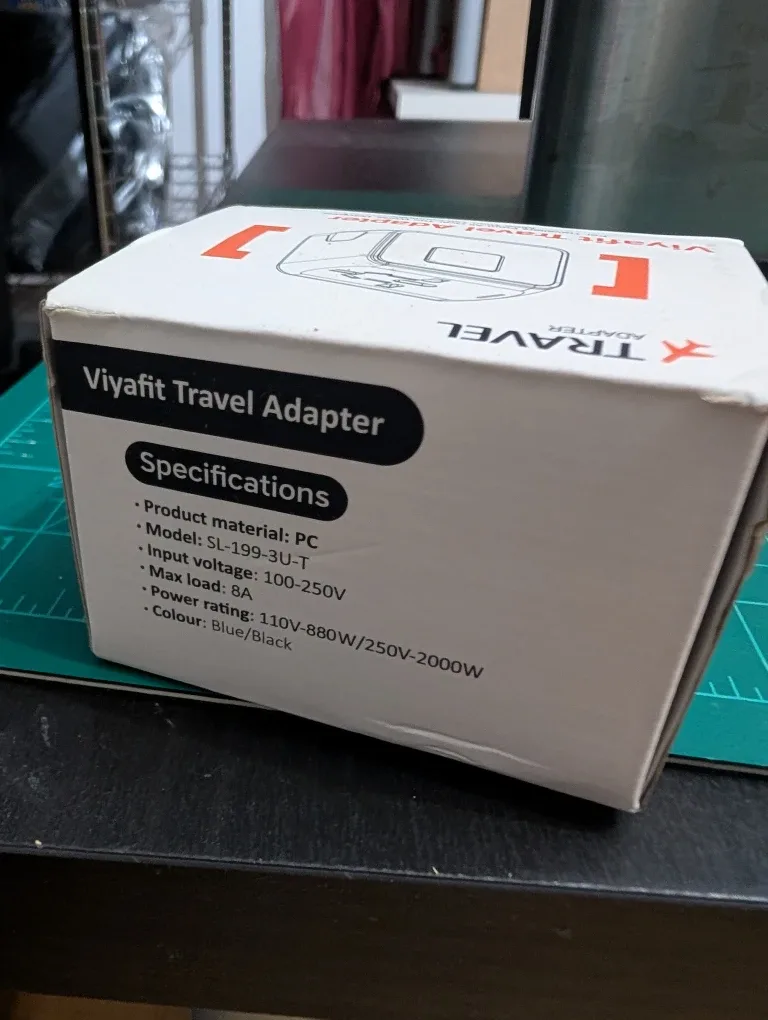 Viyafit Travel Adapter
TRAVEL
ADAPTER
Viyafit Travel Adapter
Specifications
· Product material: PC
· Model: SL-199-3U-T
· Input voltage: 100-250V
· Max load: 8A
· Power rating: 110V-880W/250V-2000W
· Colour: Blue/Black